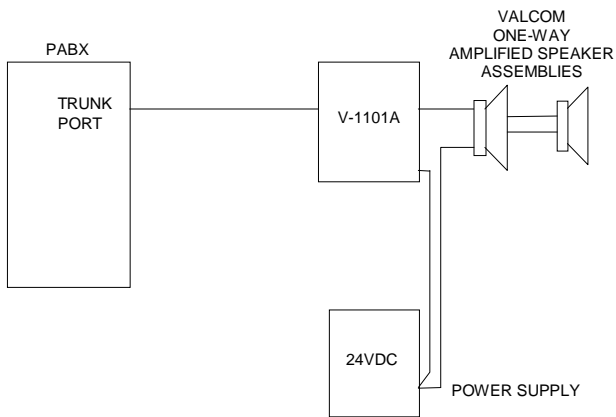 VALCOM
ONE-WAY
AMPLIFIED SPEAKER
ASSEMBLIES
PABX
TRUNK
PORT
V-1101A
24VDC
POWER SUPPLY